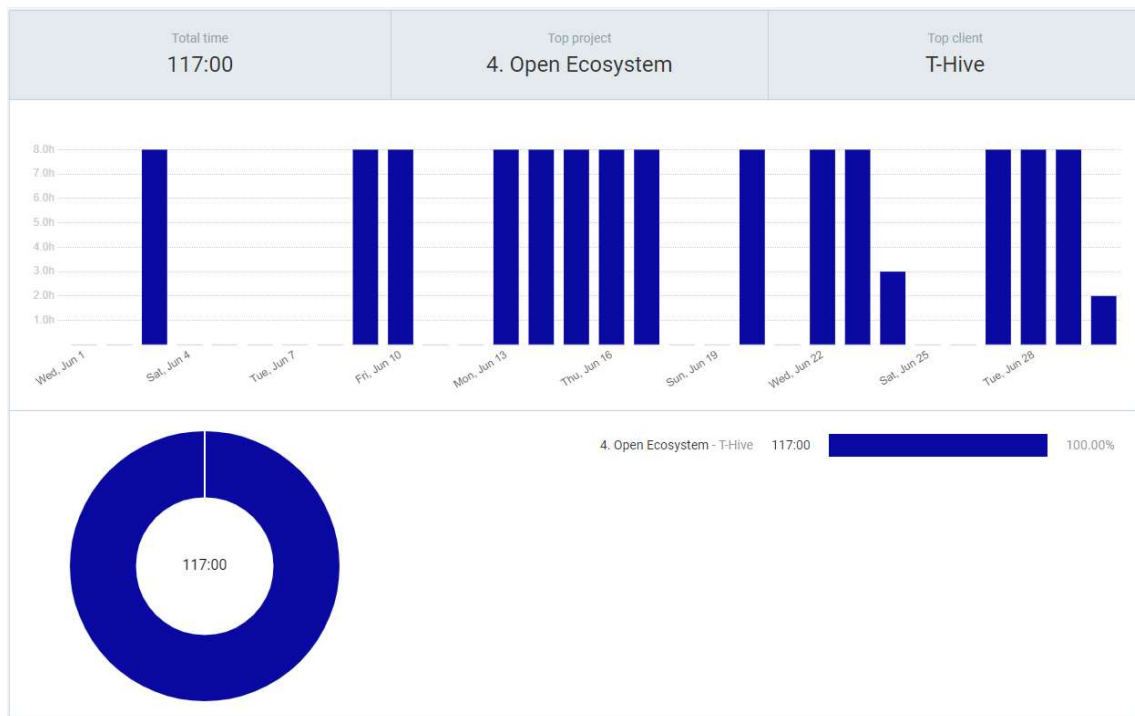 Total time
117:00
Top project
4. Open Ecosystem
Top client
T-Hive
8.0h
7.0h
6.0h
5.0h
4.0h
3.0h
2.0h
1.0h
Wed, Jun 1
Sat, Jun 4
Tue, Jun 7
Fri, Jun 10
Mon, Jun 13
Thu, Jun 16
Sun, Jun 19
Wed, Jun 22
Sat, Jun 25
Tue, Jun 28
4. Open Ecosystem - T-Hive 117:00 100.00%
117:00